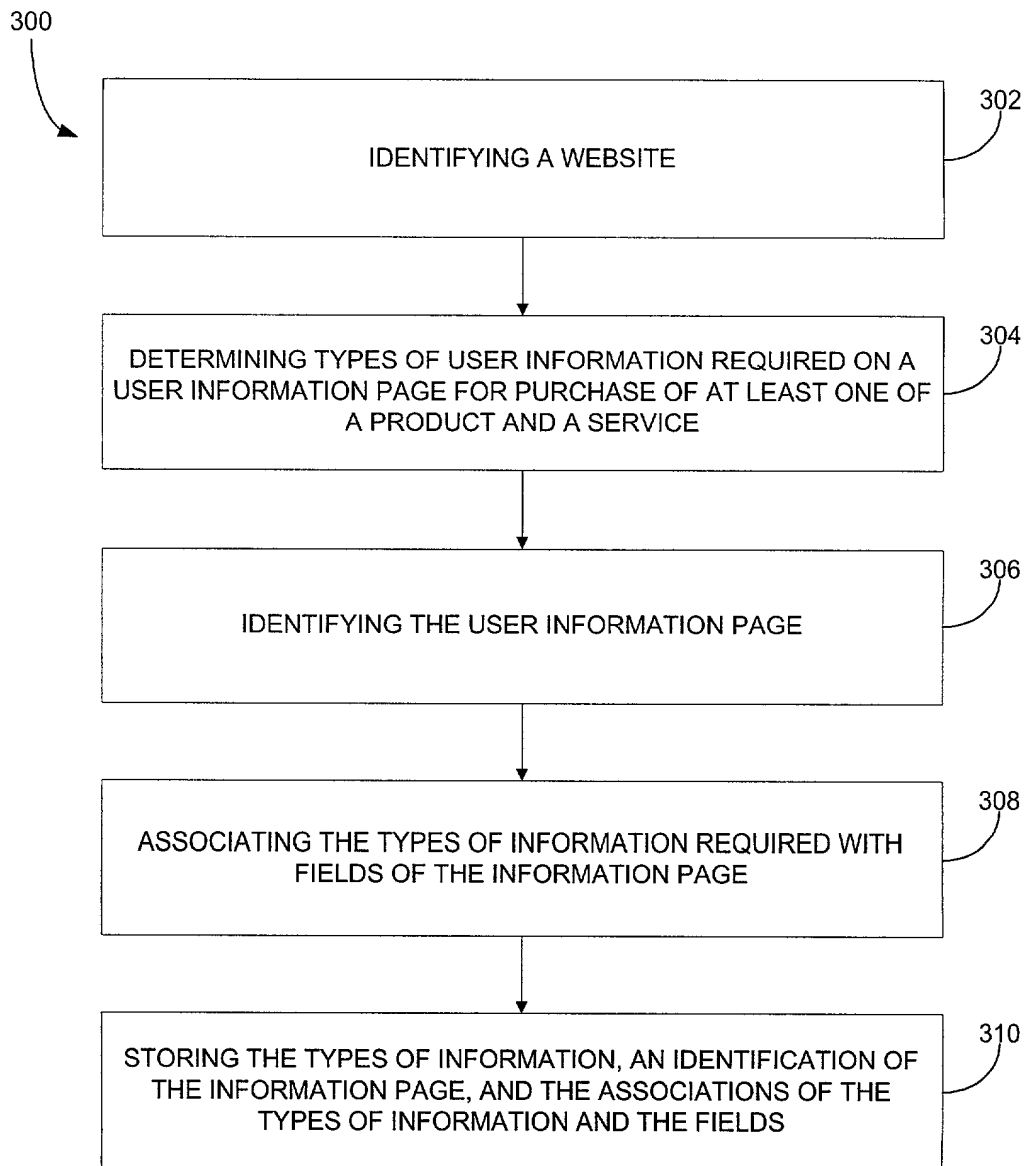 300
302
IDENTIFYING A WEBSITE
304
DETERMINING TYPES OF USER INFORMATION REQUIRED ON A
USER INFORMATION PAGE FOR PURCHASE OF AT LEAST ONE OF
A PRODUCT AND A SERVICE
306
IDENTIFYING THE USER INFORMATION PAGE
308
ASSOCIATING THE TYPES OF INFORMATION REQUIRED WITH
FIELDS OF THE INFORMATION PAGE
310
STORING THE TYPES OF INFORMATION, AN IDENTIFICATION OF
THE INFORMATION PAGE, AND THE ASSOCIATIONS OF THE
TYPES OF INFORMATION AND THE FIELDS